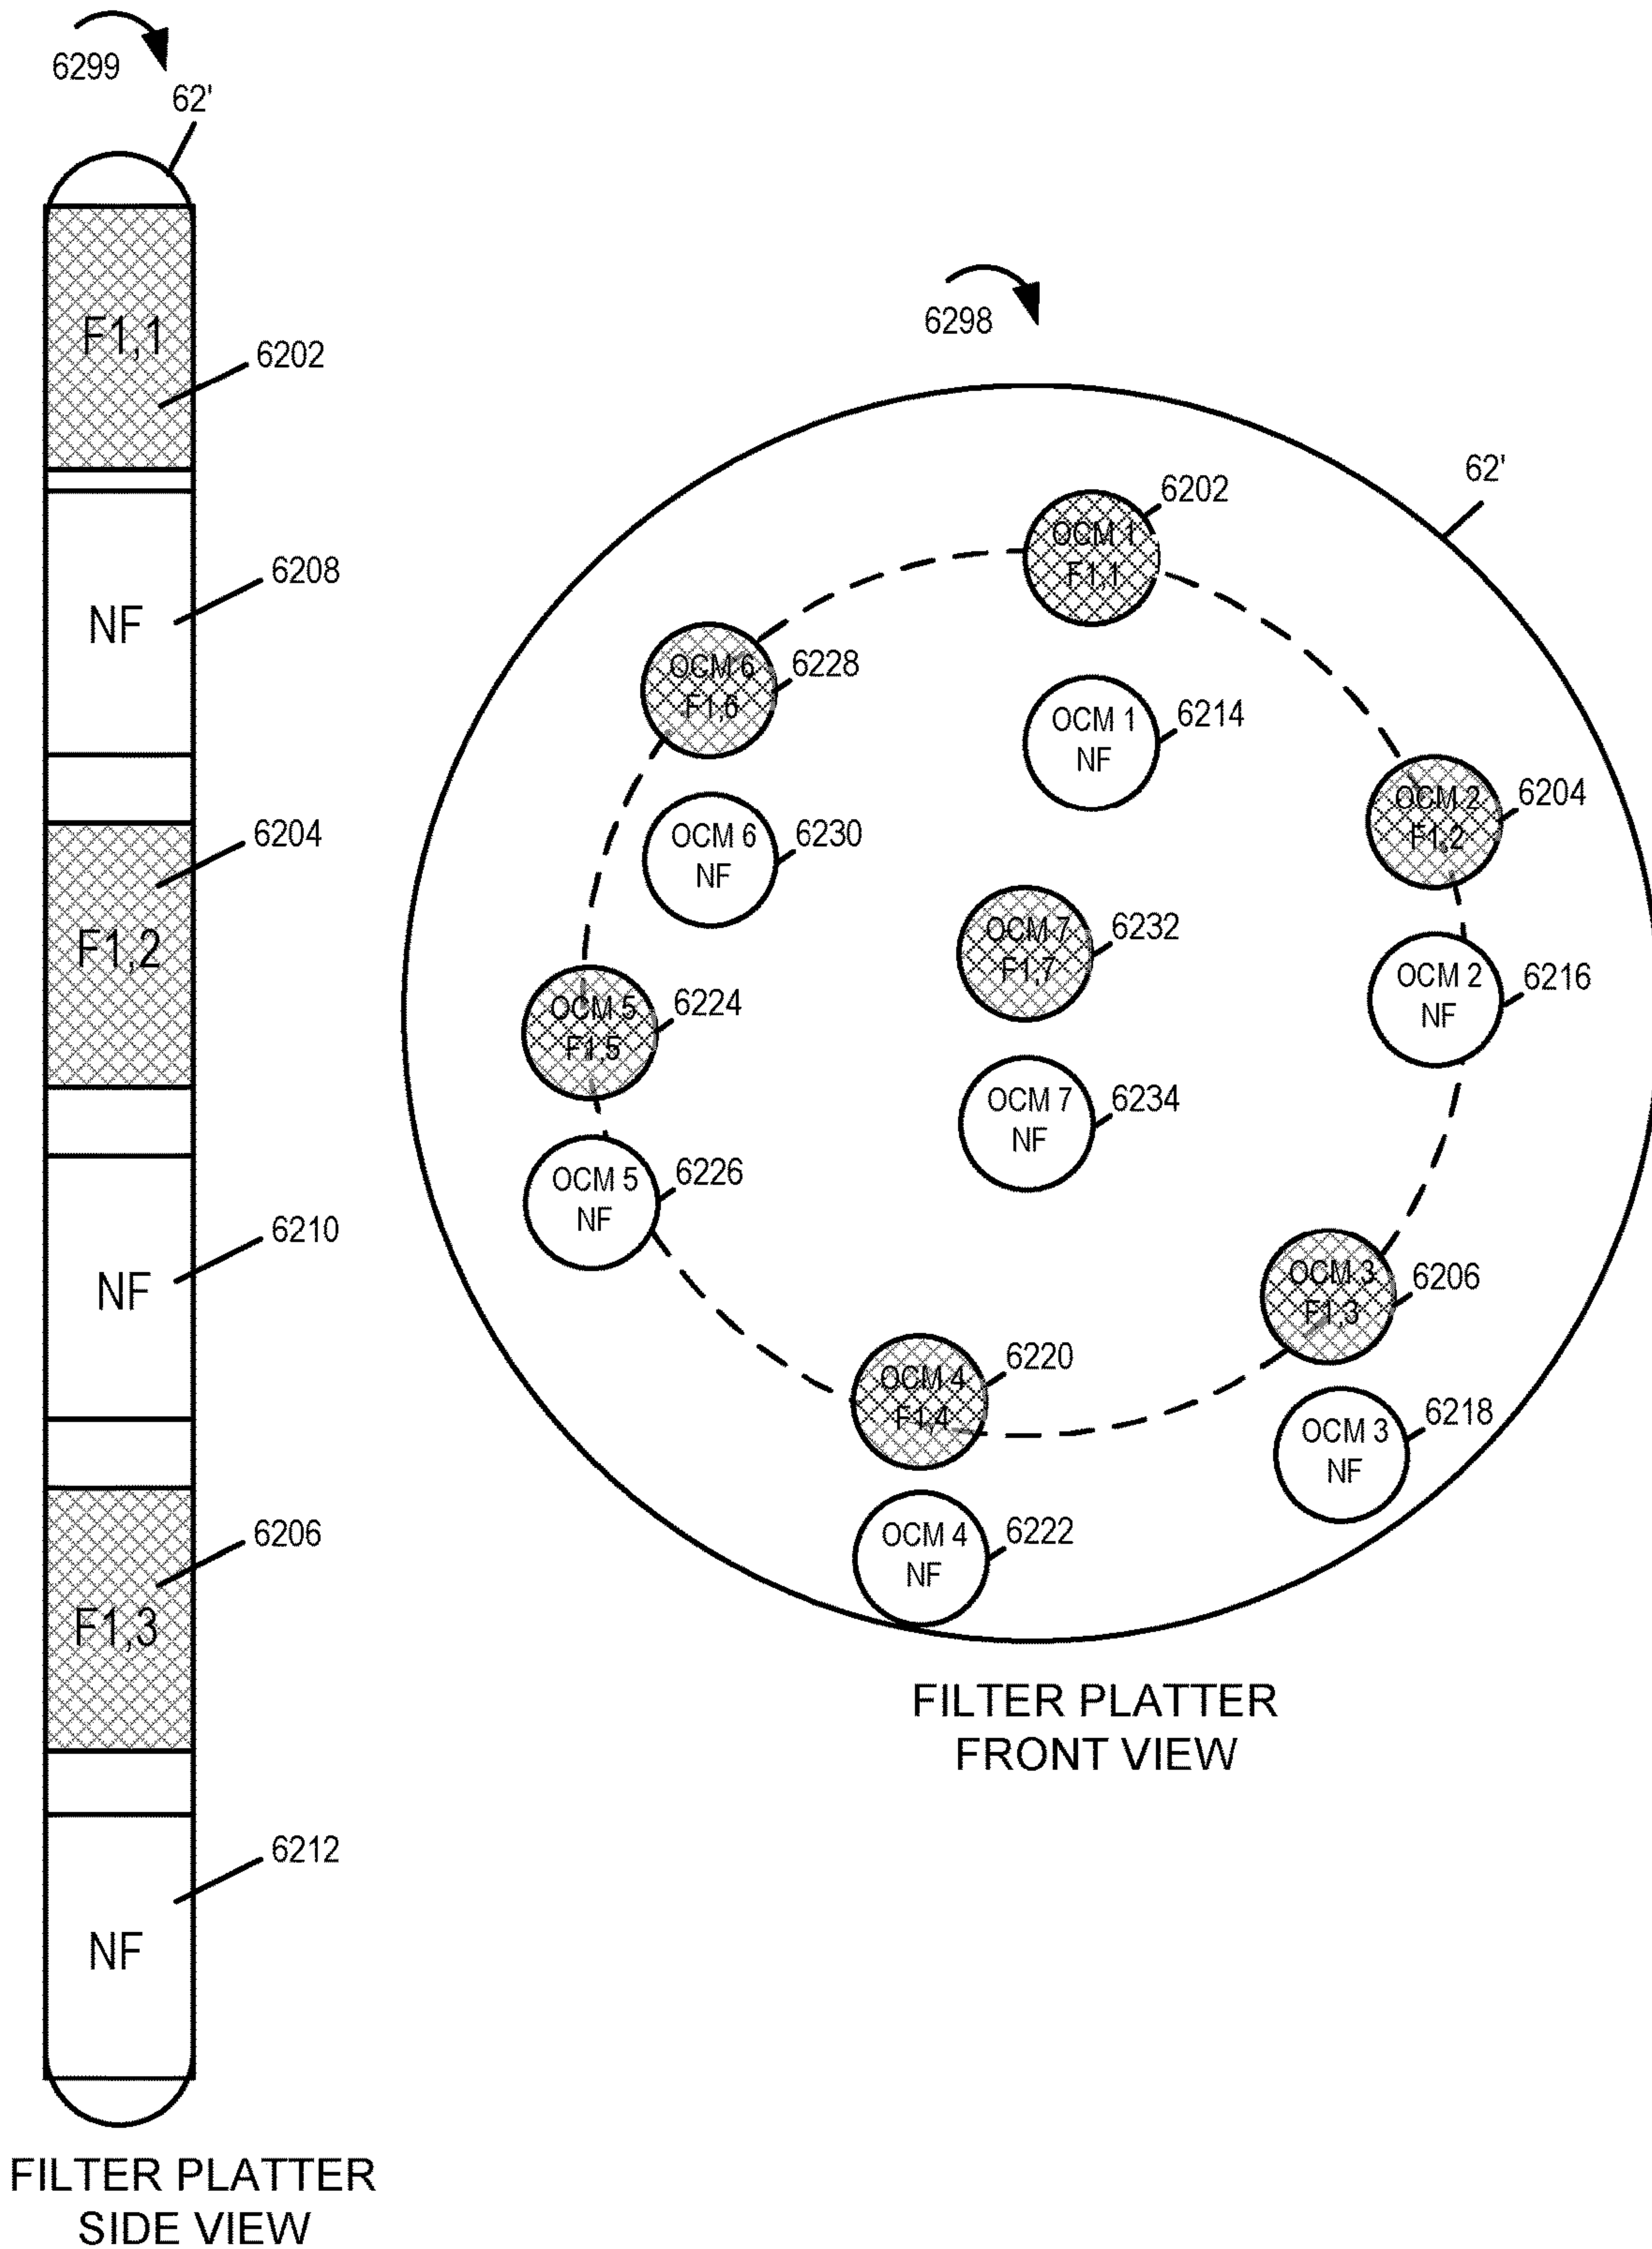 6299
62'
F1,1
6202
NF
6208
6204
F1,2
6210
NF
6206
F1,3
6212
NF
FILTER PLATTER
SIDE VIEW
6298
62'
6202
OCM 1
F1,1
OCM 6
F1,6
6228
OCM 1
NF
6214
OCM 2
F1,2
6204
OCM 6
NF
6230
OCM 7
F1,7
6232
OCM 2
NF
6216
OCM 5
F1,5
6224
OCM 7
NF
6234
OCM 5
NF
6226
OCM 3
F1,3
6206
OCM 4
F1,4
6220
OCM 3
NF
6218
OCM 4
NF
6222
FILTER PLATTER
FRONT VIEW